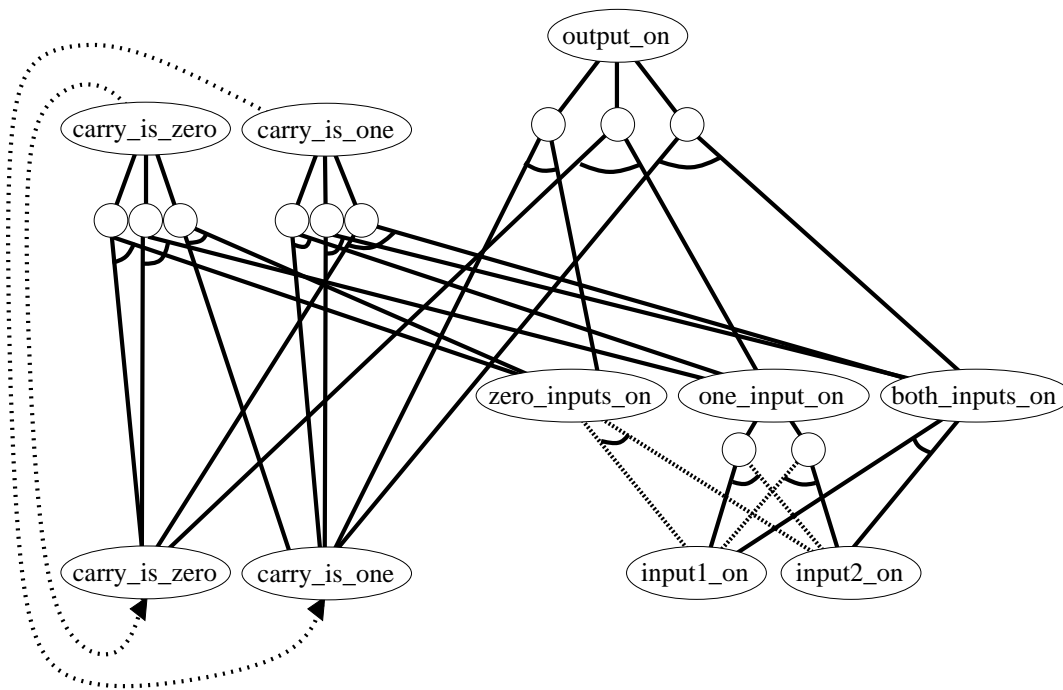 output_on
carry_is_zero
carry_is_one
zero_inputs_on
one_input_on
both_inputs_on
carry_is_zero
carry_is_one
input1_on
input2_on